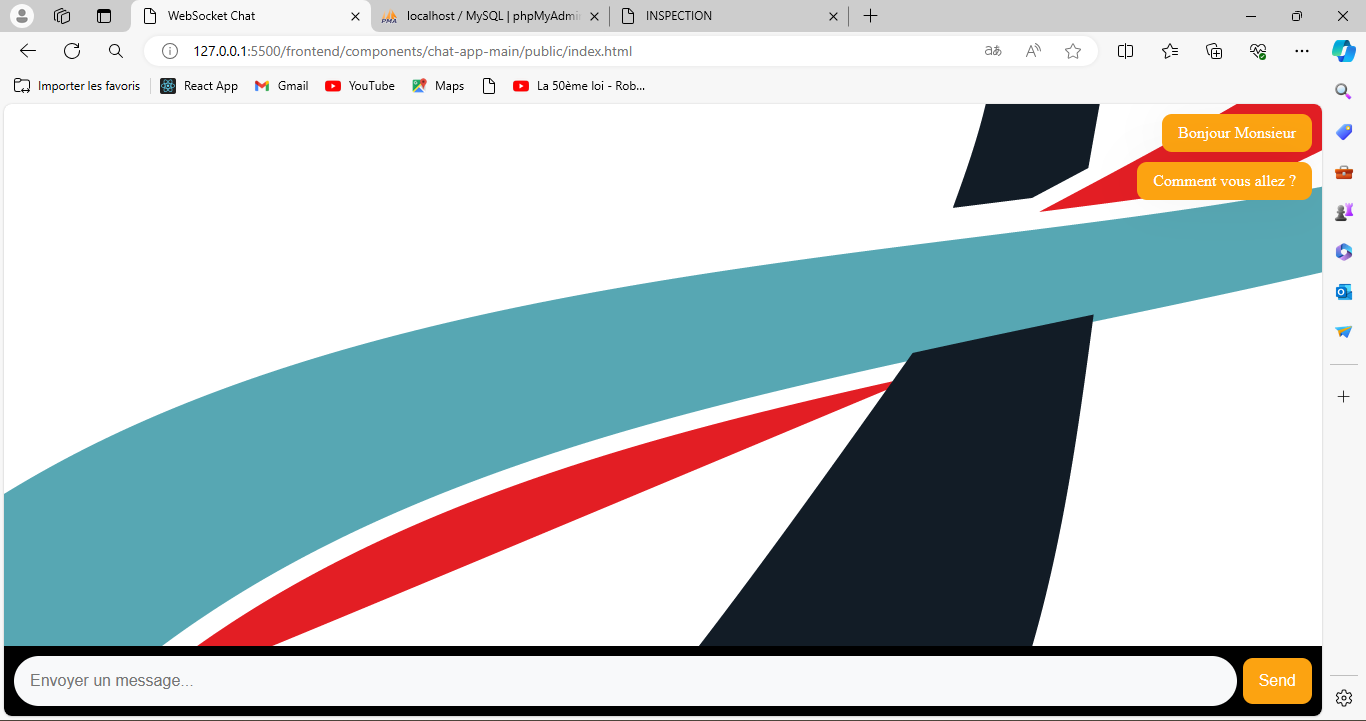 WebSocket Chat
localhost / MySQL | phpMyAdmi
INSPECTION
127.0.0.1:5500/frontend/components/chat-app-main/public/index.html
Importer les favoris
React App
Gmail
YouTube
Maps
La 50ème loi - Rob...
Bonjour Monsieur
Comment vous allez ?
Envoyer un message...
Send